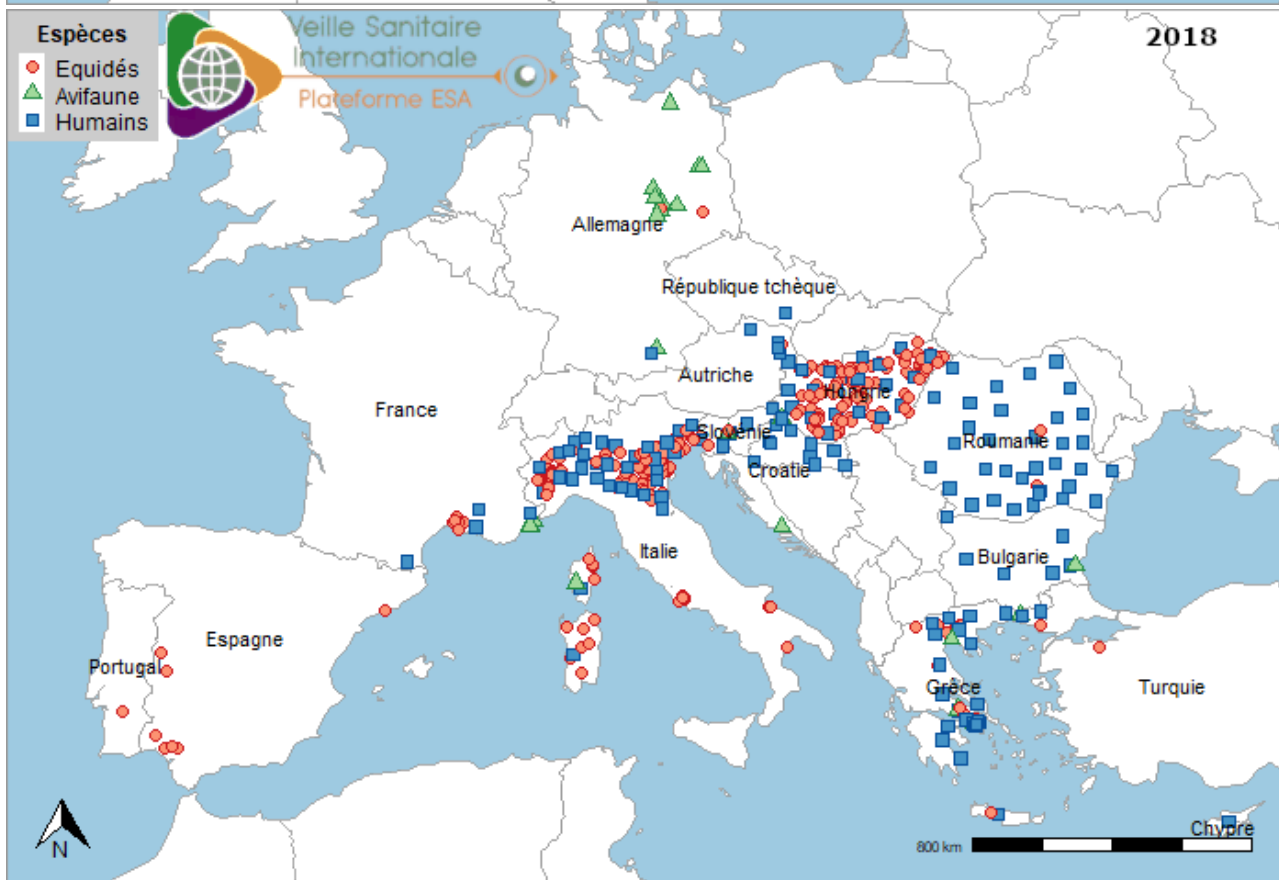 Espèces
Equidés
Avifaune
Humains
Veille Sanitaire
Internationale
Plateforme ESA
2018
Allemagne
République tchèque
Autriche
France
Hongrie
Slovénie
Roumanie
Croatie
Italie
Bulgarie
Espagne
Portugal
Grèce
Turquie
Chypre
N
800 km